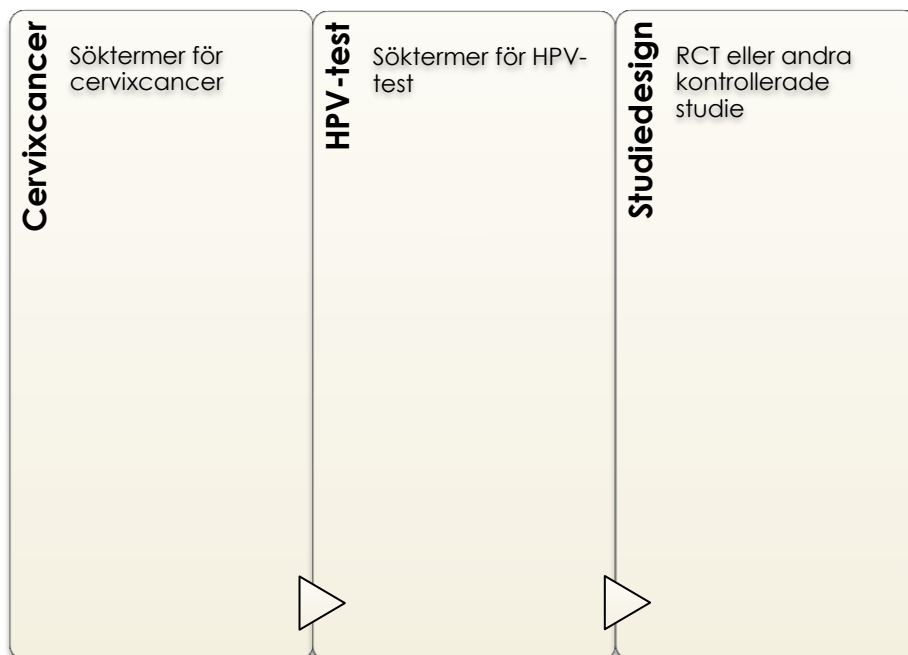 Cervixcancer
Söktermer för
cervixcancer
HPV-test
Söktermer för HPV-
test
Studiedesign
RCT eller andra
kontrollerade
studie